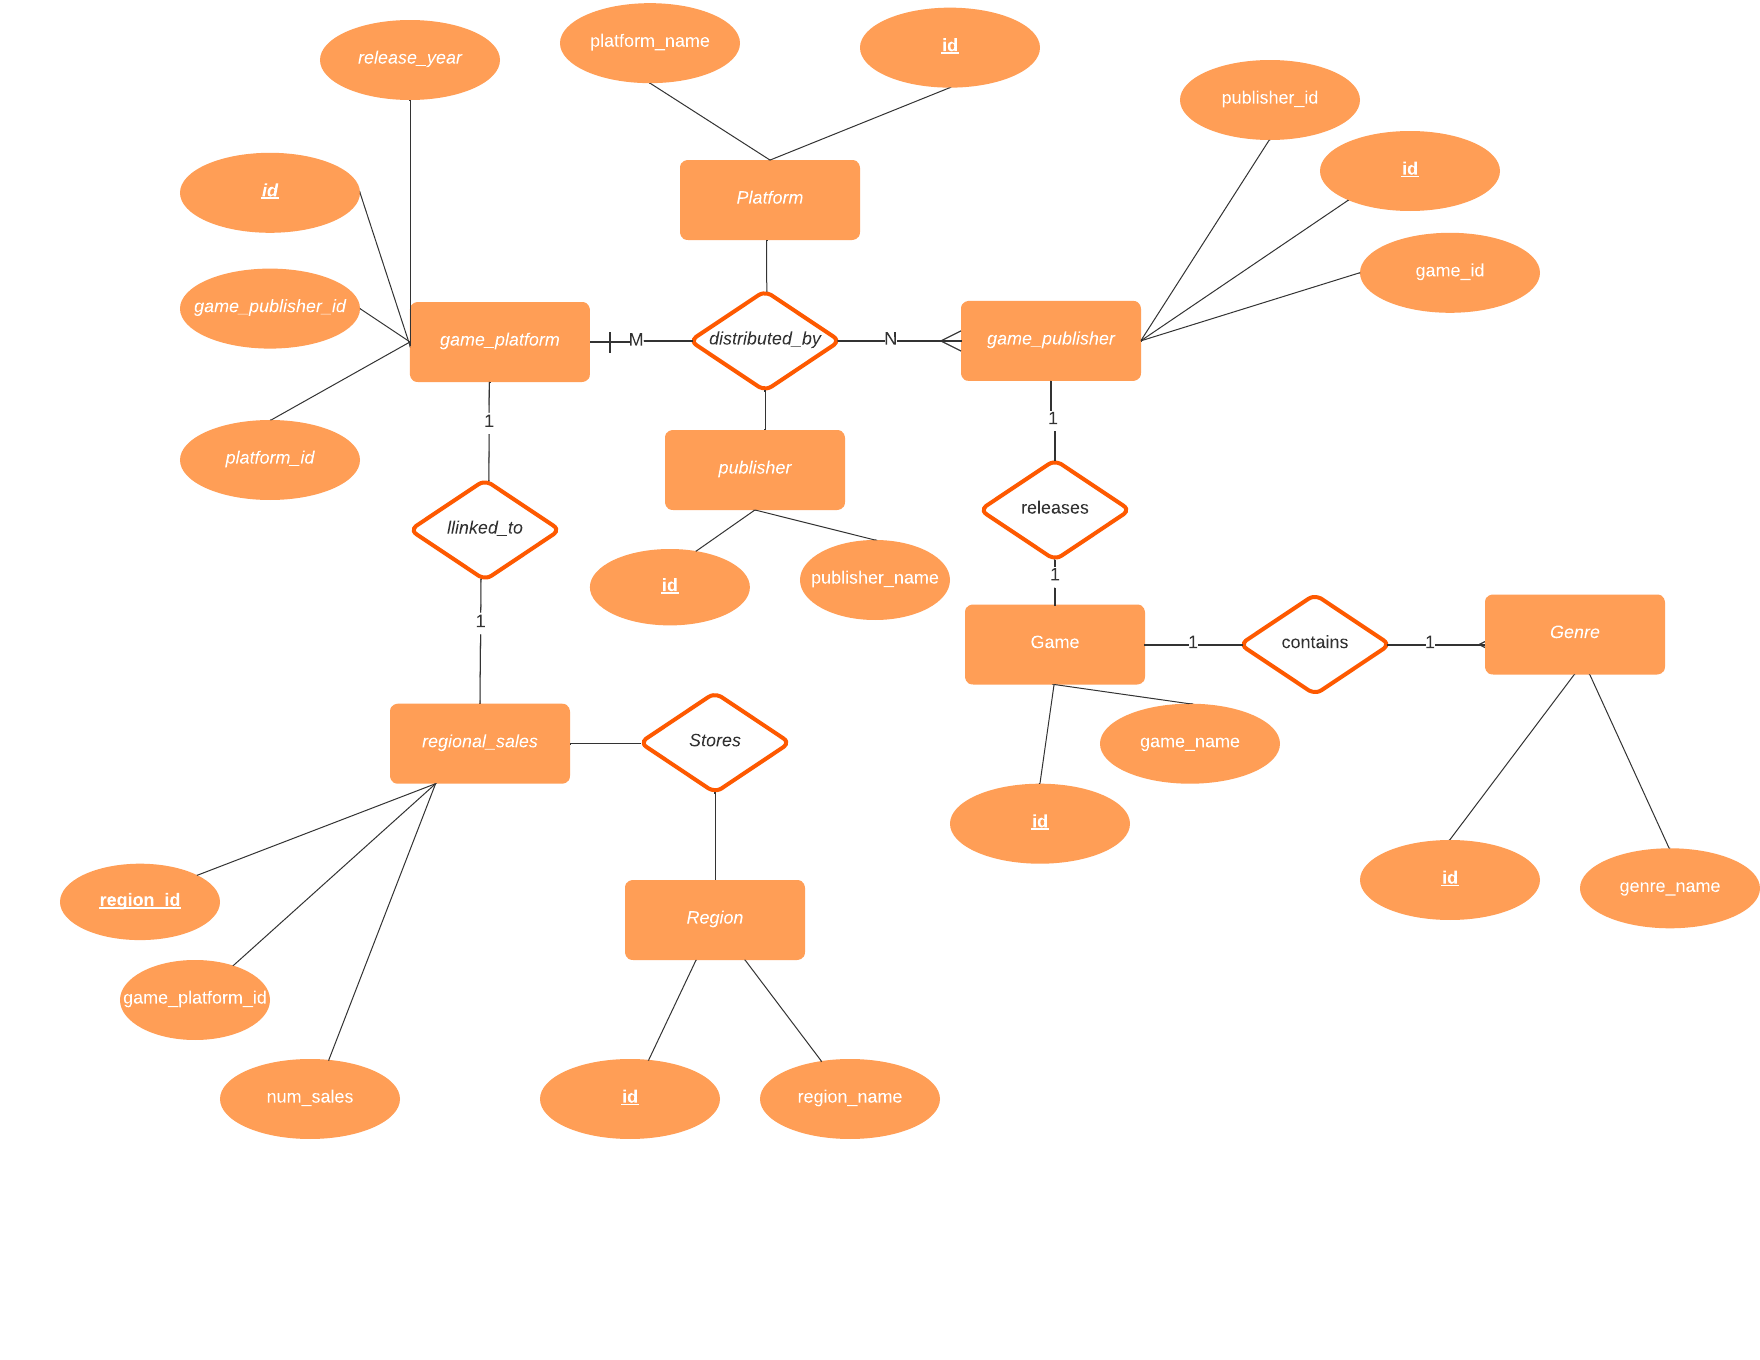 platform_name
id
release_year
publisher_id
id
id
Platform
game_id
game_publisher_id
game_platform
M
distributed_by
N
game_publisher
1
1
platform_id
publisher
releases
llinked_to
1
id
publisher_name
1
Game
1
contains
1
Genre
regional_sales
Stores
game_name
id
id
genre_name
region_id
Region
game_platform_id
num_sales
id
region_name